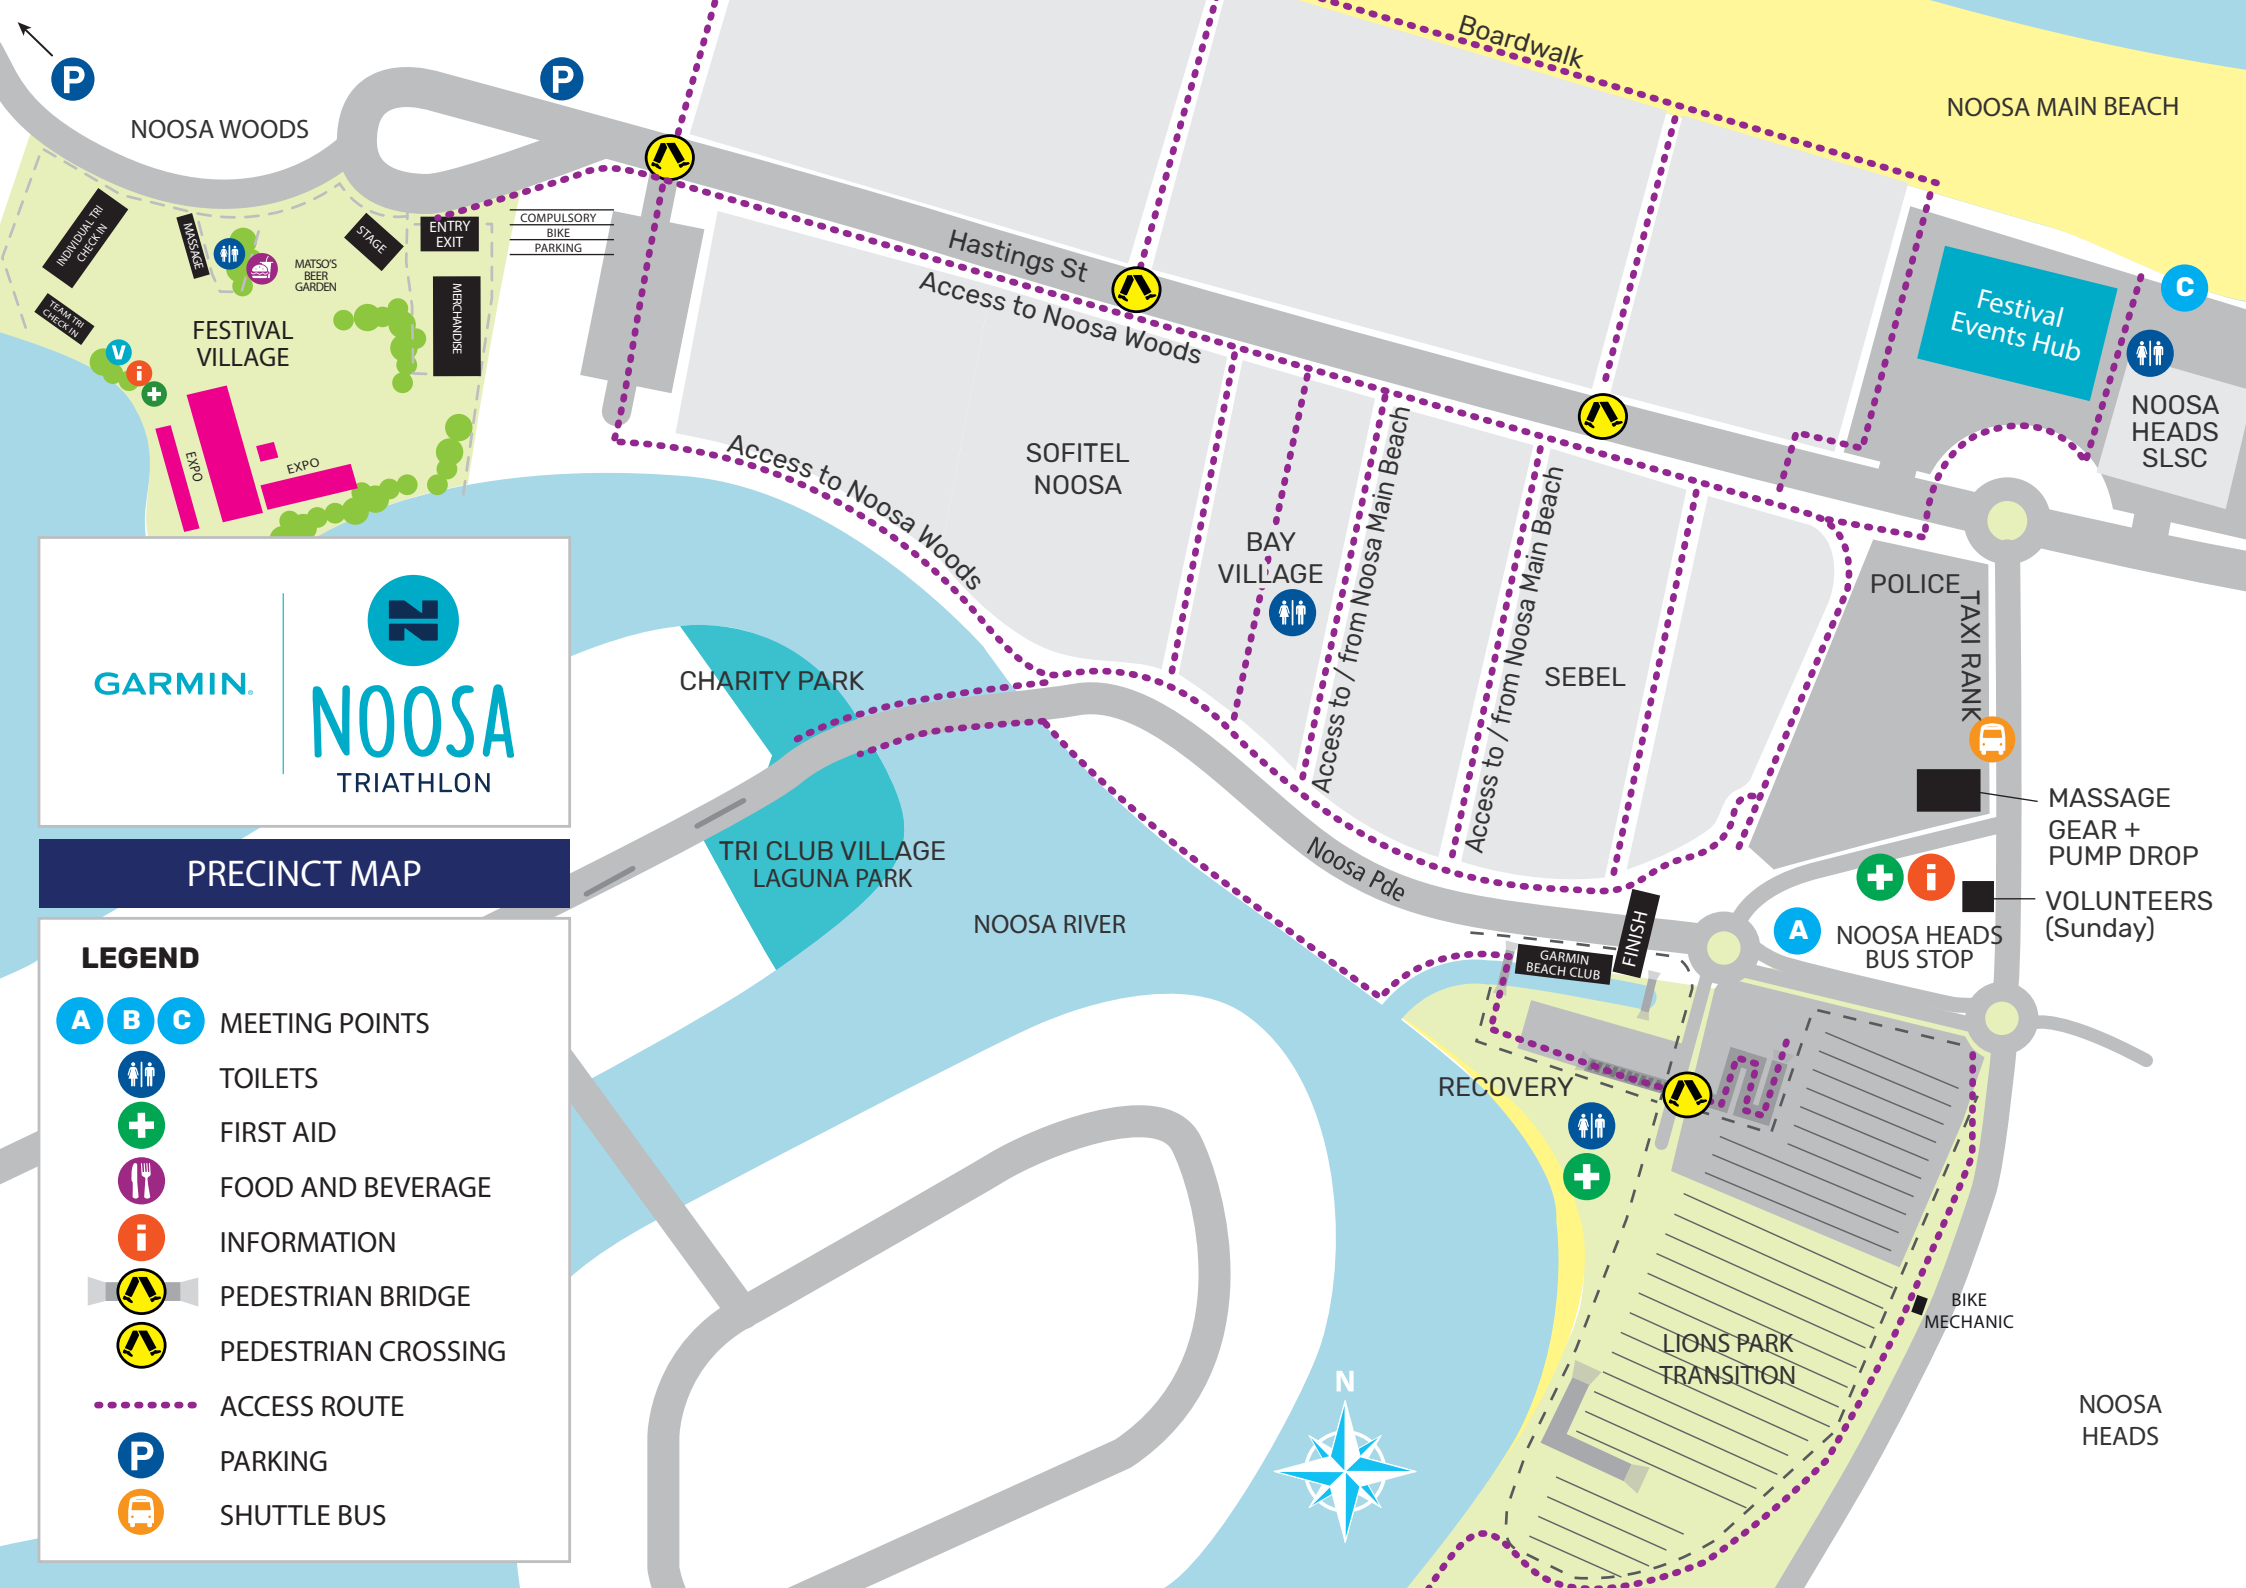 P
P
NOOSA WOODS
Boardwalk
NOOSA MAIN BEACH
INDIVIDUAL TRI
CHECK IN
MASSAGE
STAGE
ENTRY
EXIT
COMPULSORY
BIKE
PARKING
MATSO'S
BEER
GARDEN
TEAM TRI
CHECK IN
MERCHANDISE
FESTIVAL
VILLAGE
V
i
EXPO
EXPO
Hastings St
Access to Noosa Woods
Festival
Events Hub
C
NOOSA
HEADS
SLSC
Access to Noosa Woods
SOFITEL
NOOSA
BAY
VILLAGE
Access to / from Noosa Main Beach
Access to / from Noosa Main Beach
SEBEL
POLICE
TAXI RANK
GARMIN.
N
NOOSA
TRIATHLON
PRECINCT MAP
CHARITY PARK
TRI CLUB VILLAGE
LAGUNA PARK
NOOSA RIVER
Noosa Pde
MASSAGE
GEAR +
PUMP DROP
i
VOLUNTEERS
(Sunday)
A
NOOSA HEADS
BUS STOP
FINISH
GARMIN
BEACH CLUB
RECOVERY
BIKE
MECHANIC
LIONS PARK
TRANSITION
NOOSA
HEADS
N
LEGEND
A B C MEETING POINTS
TOILETS
FIRST AID
FOOD AND BEVERAGE
i INFORMATION
PEDESTRIAN BRIDGE
PEDESTRIAN CROSSING
ACCESS ROUTE
P PARKING
SHUTTLE BUS